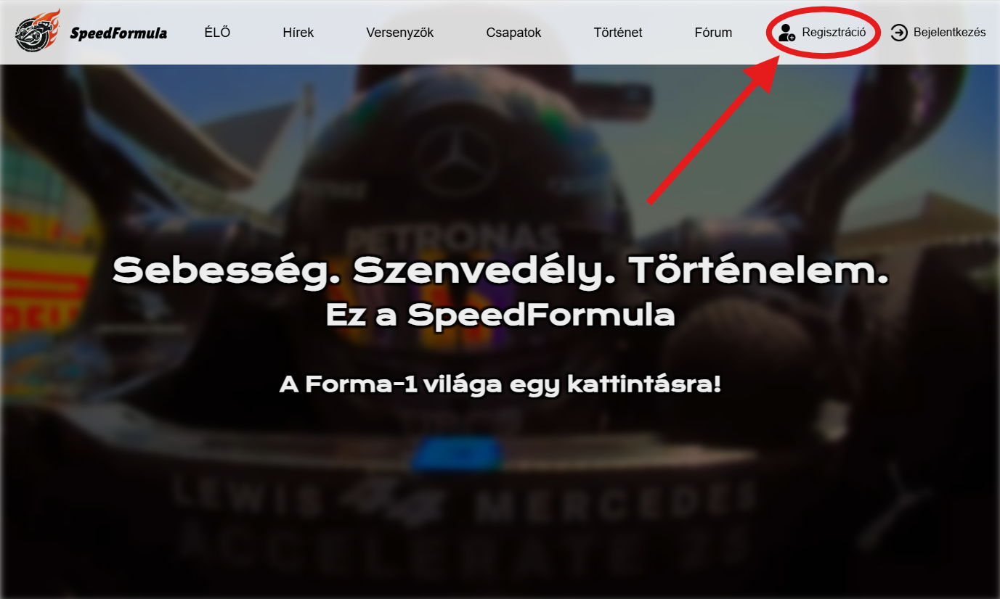 SpeedFormula ÉLŐ Hírek Versenyzők Csapatok Történet Fórum Regisztráció Bejelentkezés
PETRONAS
Sebesség. Szenvedély. Történelem.
Ez a SpeedFormula
A Forma-1 világa egy kattintásra!
LEWIS 44 MERCEDES
ACCELERATE 25